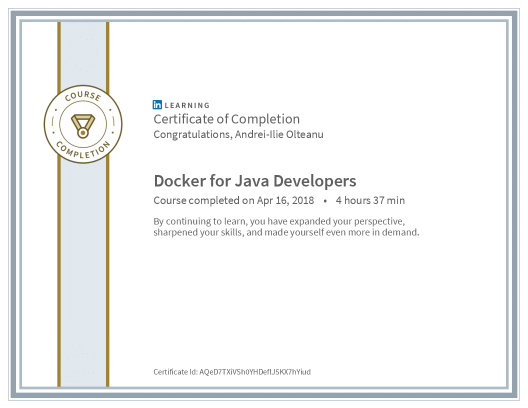 COURSE
COMPLETION
in LEARNING
Certificate of Completion
Congratulations, Andrei-Ilie Olteanu
Docker for Java Developers
Course completed on Apr 16, 2018 • 4 hours 37 min
By continuing to learn, you have expanded your perspective,
sharpened your skills, and made yourself even more in demand.
Certificate Id: